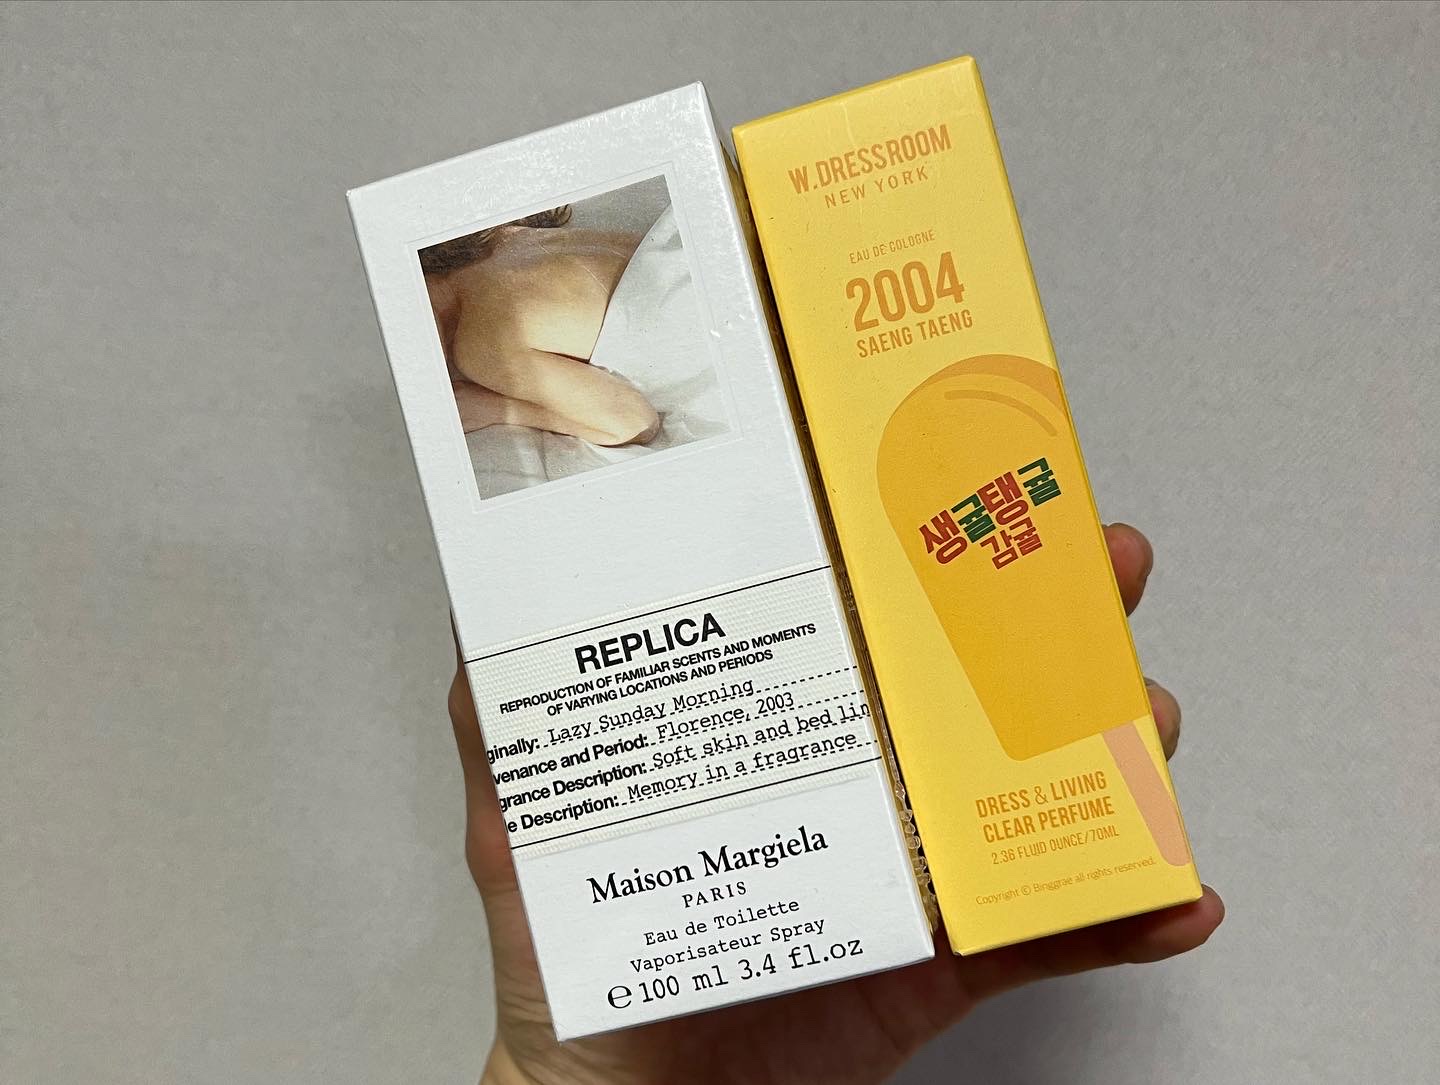 REPLICA
REPRODUCTION OF FAMILIAR SCENTS AND MOMENTS
OF VARYING LOCATIONS AND PERIODS
ginally: Lazy Sunday Morning
venance and Period: Florence, 2003
grance Description: Soft skin and bed lin
e Description: Memory in a fragrance
Maison Margiela
PARIS
Eau de Toilette
Vaporisateur Spray
e 100 ml 3.4 fl.oz
W.DRESSROOM
NEW YORK
EAU DE COLOGNE
2004
SAENG TAENG
생귤탱귤
감귤
DRESS & LIVING
CLEAR PERFUME
2.36 FLUID OUNCE/70ML
Copyright © Binggrae all rights reserved.